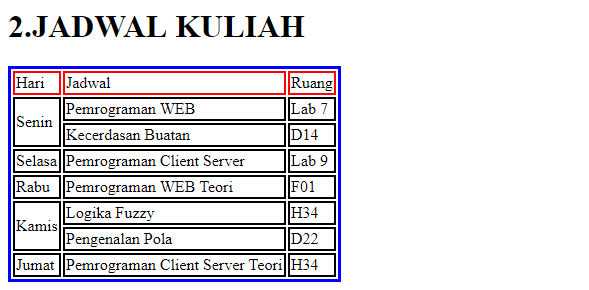 2.JADWAL KULIAH
Hari Jadwal Ruang
Senin Pemrograman WEB Lab 7
Kecerdasan Buatan D14
Selasa Pemrograman Client Server Lab 9
Rabu Pemrograman WEB Teori F01
Kamis Logika Fuzzy H34
Pengenalan Pola D22
Jumat Pemrograman Client Server Teori H34